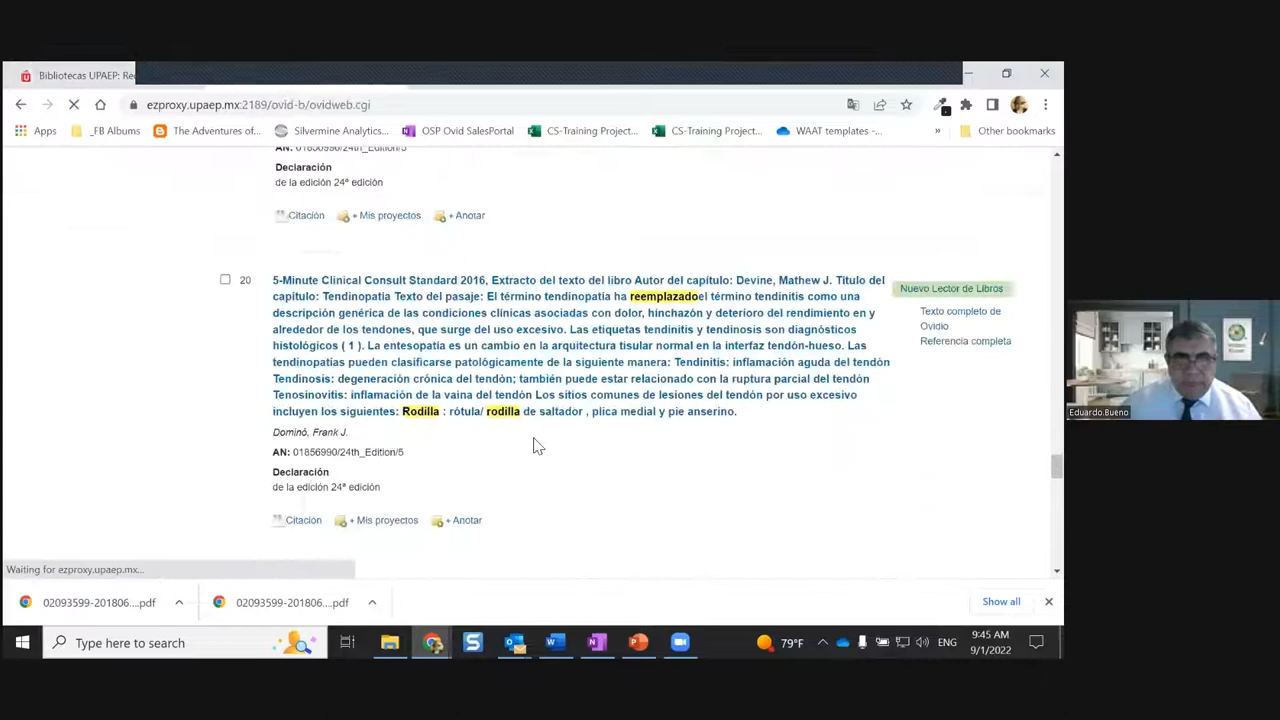 Bibliotecas UPAEP: Re
ezproxy.upaep.mx:2189/ovid-b/ovidweb.cgi
Apps _FB Albums The Adventures of... Silvermine Analytics... OSP Ovid SalesPortal CS-Training Project... CS-Training Project... WAAT templates -... » Other bookmarks
AN: 01856990/24th_Edition/5
Declaración
de la edición 24ª edición
Citación + Mis proyectos + Anotar
20
5-Minute Clinical Consult Standard 2016, Extracto del texto del libro Autor del capítulo: Devine, Mathew J. Título del
capítulo: Tendinopatía Texto del pasaje: El término tendinopatía ha reemplazadoel término tendinitis como una
descripción genérica de las condiciones clínicas asociadas con dolor, hinchazón y deterioro del rendimiento en y
alrededor de los tendones, que surge del uso excesivo. Las etiquetas tendinitis y tendinosis son diagnósticos
histológicos ( 1 ). La entesopatía es un cambio en la arquitectura tisular normal en la interfaz tendón-hueso. Las
tendinopatías pueden clasificarse patológicamente de la siguiente manera: Tendinitis: inflamación aguda del tendón
Tendinosis: degeneración crónica del tendón; también puede estar relacionado con la ruptura parcial del tendón
Tenosinovitis: inflamación de la vaina del tendón Los sitios comunes de lesiones del tendón por uso excesivo
incluyen los siguientes: Rodilla : rótula/ rodilla de saltador , plica medial y pie anserino.
Nuevo Lector de Libros
Texto completo de
Ovidio
Referencia completa
Dominó, Frank J.
AN: 01856990/24th_Edition/5
Declaración
de la edición 24ª edición
Citación + Mis proyectos + Anotar
Eduardo.Bueno
Waiting for ezproxy.upaep.mx...
02093599-201806....pdf 02093599-201806....pdf Show all
Type here to search 79°F ENG 9:45 AM
9/1/2022